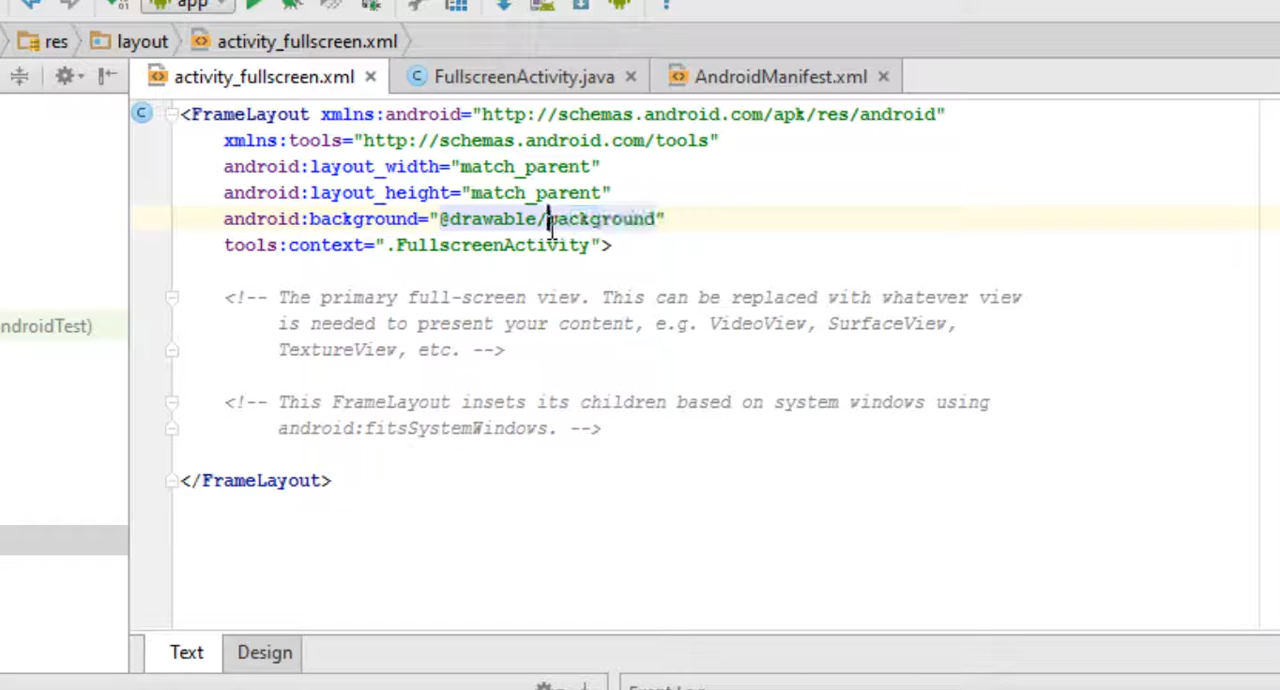 app
res layout activity_fullscreen.xml
activity_fullscreen.xml FullscreenActivity.java AndroidManifest.xml
<FrameLayout xmlns:android="http://schemas.android.com/apk/res/android"
xmlns:tools="http://schemas.android.com/tools"
android:layout_width="match_parent"
android:layout_height="match_parent"
android:background="@drawable/background"
tools:context=".FullscreenActivity">
<!-- The primary full-screen view. This can be replaced with whatever view
is needed to present your content, e.g. VideoView, SurfaceView,
ndroidTest)
TextureView, etc. -->
<!-- This FrameLayout insets its children based on system windows using
android:fitsSystemWindows. -->
</FrameLayout>
Text Design